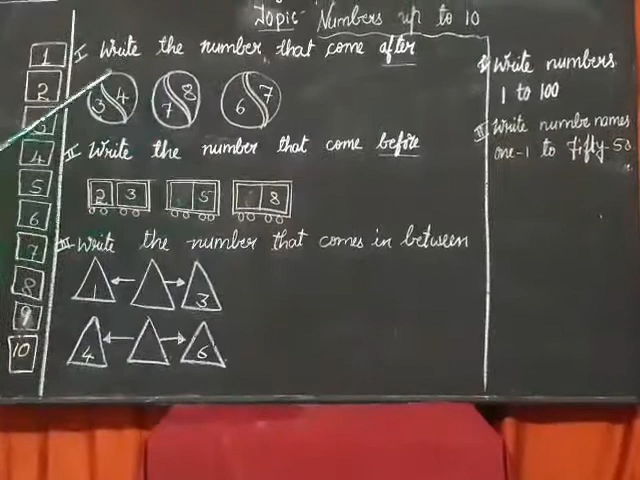 Topic- Numbers up to 10
1
2
3
4
5
6
7
8
9
10
I Write the number that come after
3 4 7 8 6 7
II Write the number that come before
2 3 5 8
III Write the number that comes in between
1 3
4 6
I Write numbers
1 to 100
II Write numbe names
one-1 to fifty-50